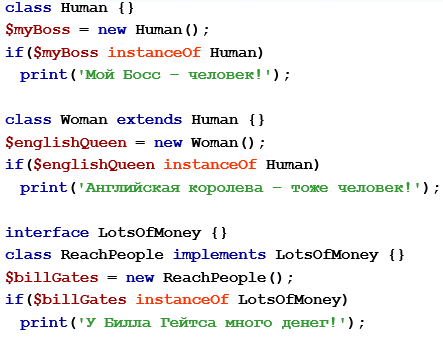 class Human {}
$myBoss = new Human();
if($myBoss instanceOf Human)
print('Мой Босс – человек!');
class Woman extends Human {}
$englishQueen = new Woman();
if($englishQueen instanceOf Human)
print('Английская королева – тоже человек!');
interface LotsOfMoney {}
class ReachPeople implements LotsOfMoney {}
$billGates = new ReachPeople();
if($billGates instanceOf LotsOfMoney)
print('У Билла Гейтса много денег!');